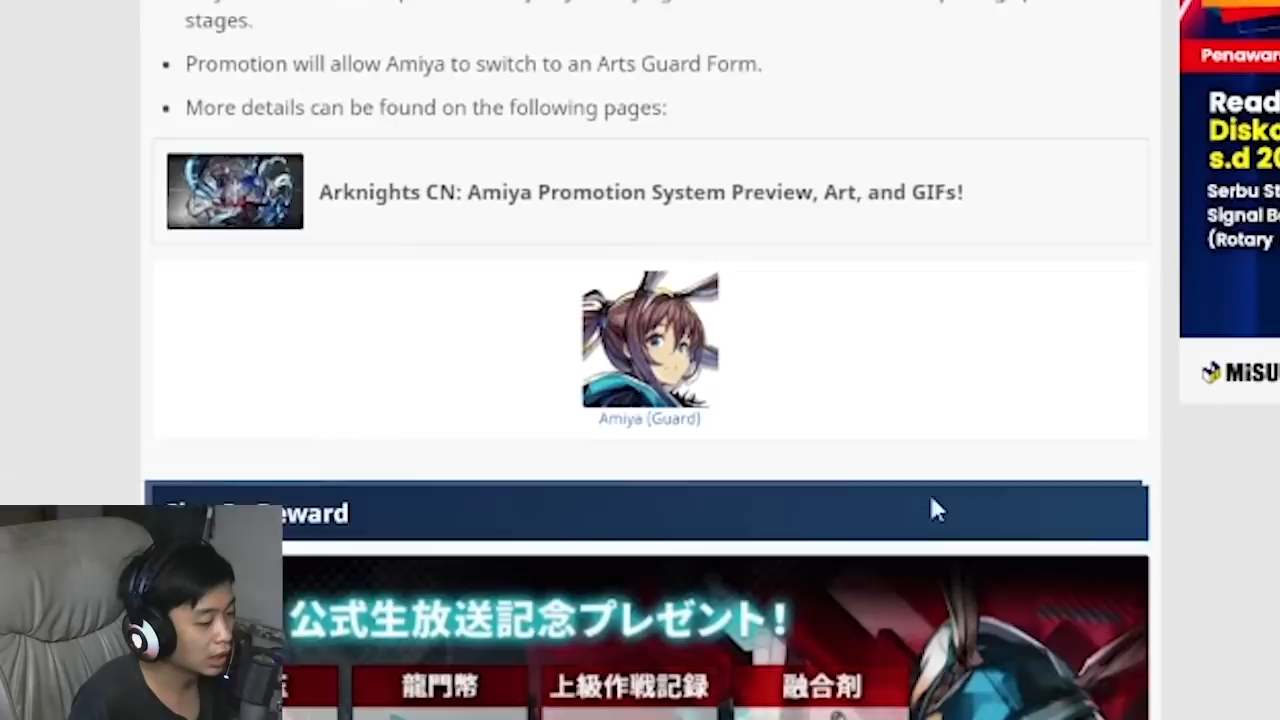 stages.
Promotion will allow Amiya to switch to an Arts Guard Form.
More details can be found on the following pages:
Arknights CN: Amiya Promotion System Preview, Art, and GIFs!
Amiya (Guard)
Reward
公式生放送記念プレゼント!
龍門幣
上級作戦記録
融合剤
Penawar
Read
Disko
s.d 20
Serbu St
Signal B
(Rotary
MiSU